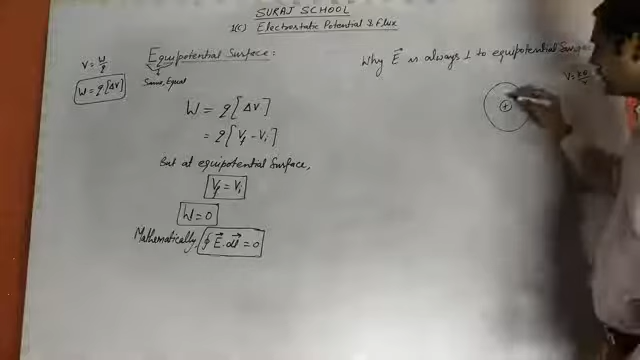 SURAJ SCHOOL
1(C) Electrostatic Potential & Flux
V = W/q
W = q[ΔV]
Equipotential Surface:
Same, Equal
W = q[ΔV]
= q[Vf - Vi]
But at equipotential Surface,
Vf = Vi
W = 0
Mathematically, ∮ E⃗ . dl⃗ = 0
Why E⃗ is always ⊥ to equipotential Surface
V = KQ/r
+